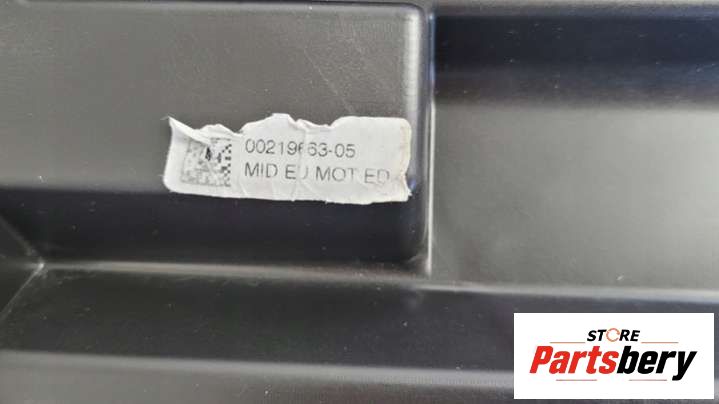 00219663-05
MID EU MOT ED
STORE
Partsbery